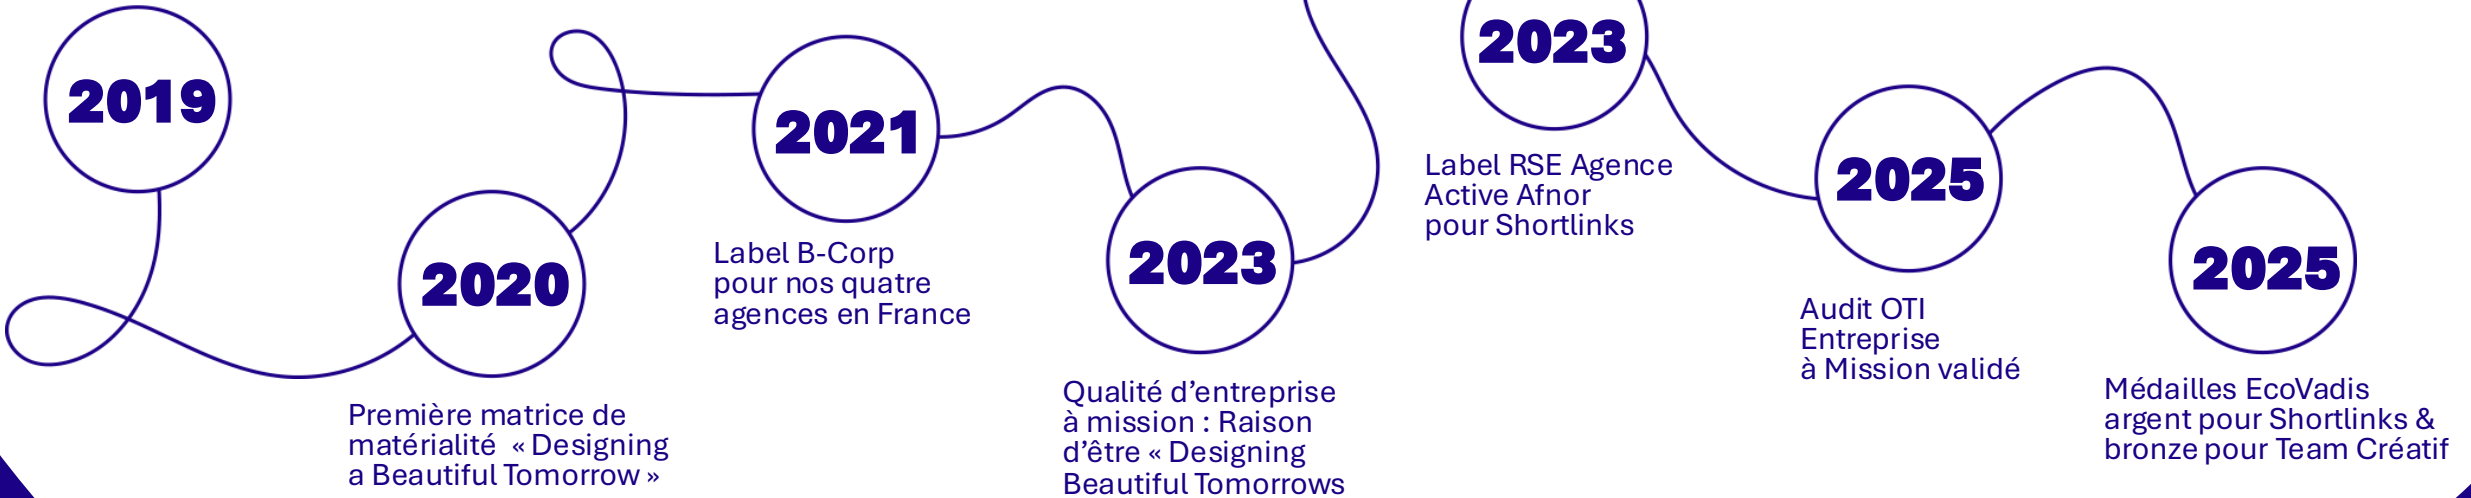 2019
2020
Première matrice de
matérialité « Designing
a Beautiful Tomorrow »
2021
Label B-Corp
pour nos quatre
agences en France
2023
Qualité d’entreprise
à mission : Raison
d’être « Designing
Beautiful Tomorrows
2023
Label RSE Agence
Active Afnor
pour Shortlinks
2025
Audit OTI
Entreprise
à Mission validé
2025
Médailles EcoVadis
argent pour Shortlinks &
bronze pour Team Créatif